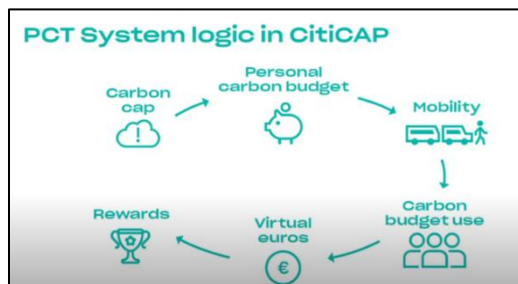 PCT System logic in CitiCAP
Personal
carbon budget
Carbon
cap
!
Mobility
Carbon
budget use
Virtual
euros
€
Rewards